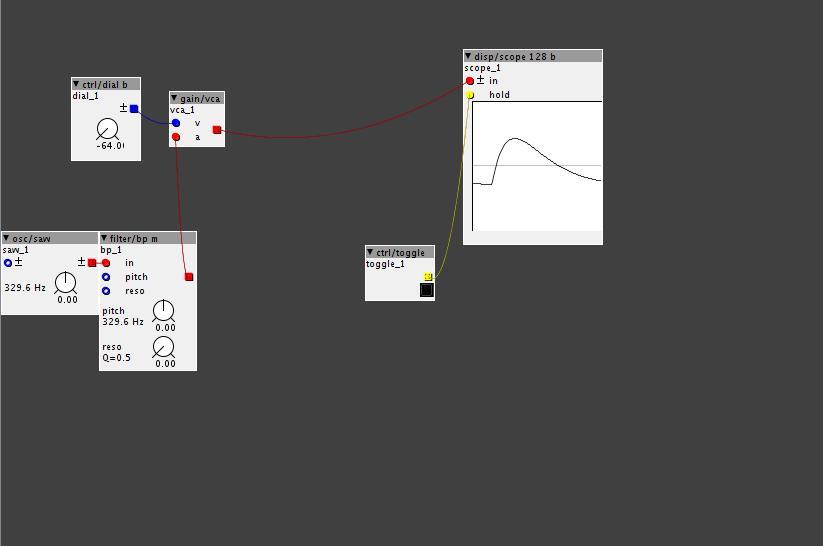 disp/scope 128 b
scope_1
± in
hold
ctrl/dial b
dial_1
±
-64.0
gain/vca
vca_1
v
a
osc/saw
saw_1
± ±
329.6 Hz
0.00
filter/bp m
bp_1
in
pitch
reso
pitch
329.6 Hz
0.00
reso
Q=0.5
0.00
ctrl/toggle
toggle_1